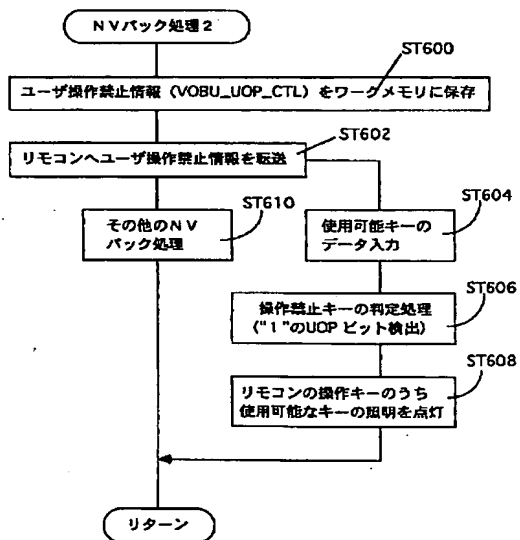 NVパック処理2
ST600
ユーザ操作禁止情報(VOBU_UOP_CTL)をワークメモリに保存
ST602
リモコンへユーザ操作禁止情報を転送
ST610
その他のNV
パック処理
ST604
使用可能キーの
データ入力
ST606
操作禁止キーの判定処理
("1"のUOPビット検出)
ST608
リモコンの操作キーのうち
使用可能なキーの照明を点灯
リターン